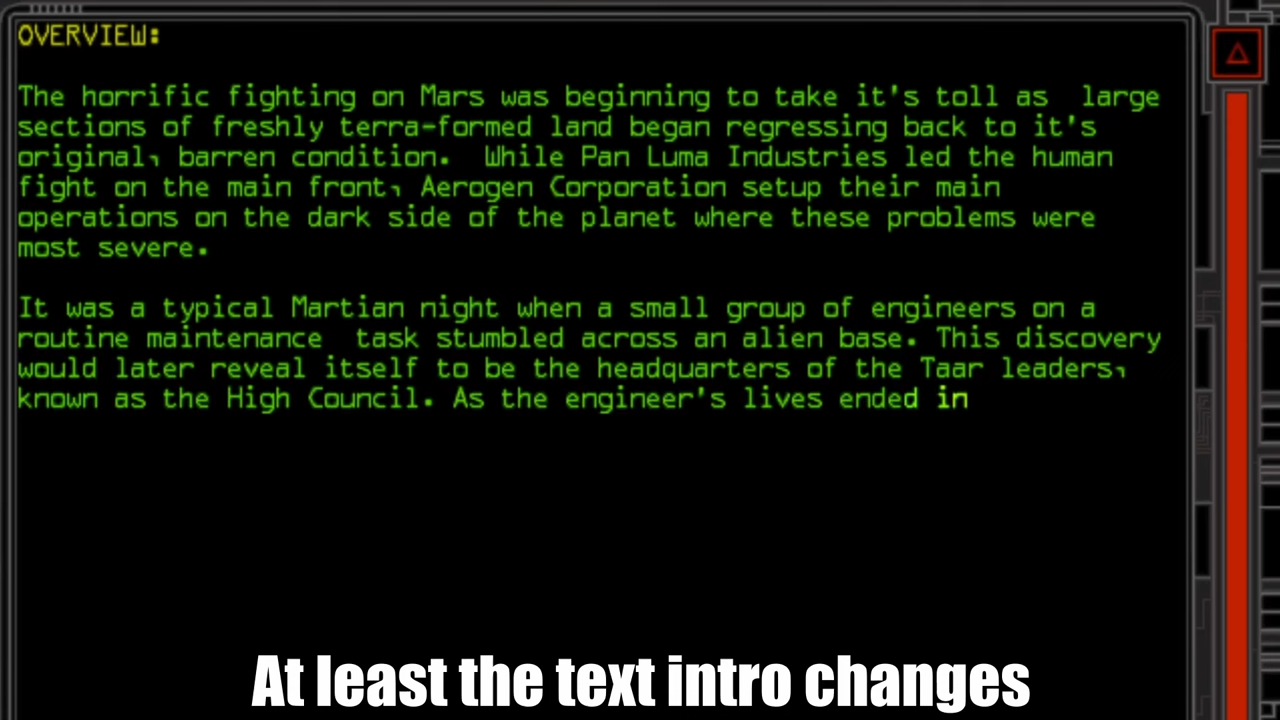 OVERVIEW:
The horrific fighting on Mars was beginning to take it's toll as  large
sections of freshly terra-formed land began regressing back to it's
original, barren condition.  While Pan Luma Industries led the human
fight on the main front, Aerogen Corporation setup their main
operations on the dark side of the planet where these problems were
most severe.
It was a typical Martian night when a small group of engineers on a
routine maintenance  task stumbled across an alien base. This discovery
would later reveal itself to be the headquarters of the Taar leaders,
known as the High Council. As the engineer's lives ended in
At least the text intro changes